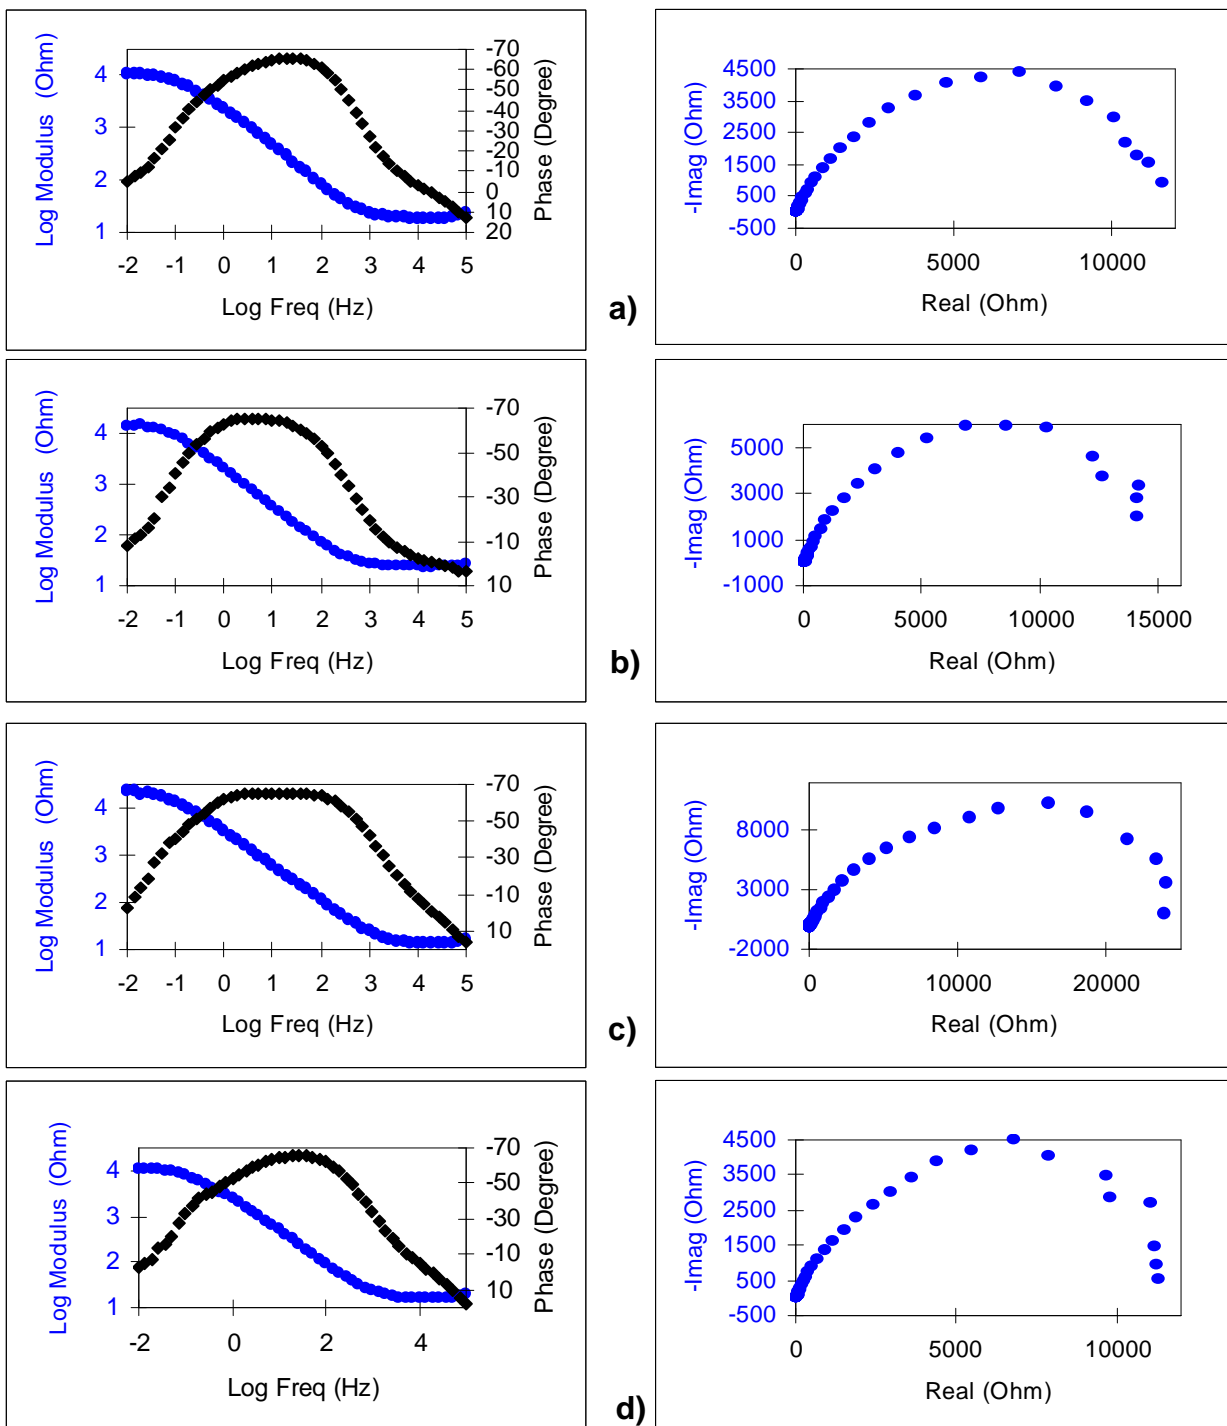 Log Modulus (Ohm)
4
3
2
1
-70
-60
-50
-40
-30
-20
-10
0
10
20
Phase (Degree)
-2 -1 0 1 2 3 4 5
Log Freq (Hz)
a)
-Imag (Ohm)
4500
3500
2500
1500
500
-500
0 5000 10000
Real (Ohm)
Log Modulus (Ohm)
4
3
2
1
-70
-50
-30
-10
10
Phase (Degree)
-2 -1 0 1 2 3 4 5
Log Freq (Hz)
b)
-Imag (Ohm)
5000
3000
1000
-1000
0 5000 10000 15000
Real (Ohm)
Log Modulus (Ohm)
4
3
2
1
-70
-50
-30
-10
10
Phase (Degree)
-2 -1 0 1 2 3 4 5
Log Freq (Hz)
c)
-Imag (Ohm)
8000
3000
-2000
0 10000 20000
Real (Ohm)
Log Modulus (Ohm)
4
3
2
1
-70
-50
-30
-10
10
Phase (Degree)
-2 0 2 4
Log Freq (Hz)
d)
-Imag (Ohm)
4500
3500
2500
1500
500
-500
0 5000 10000
Real (Ohm)